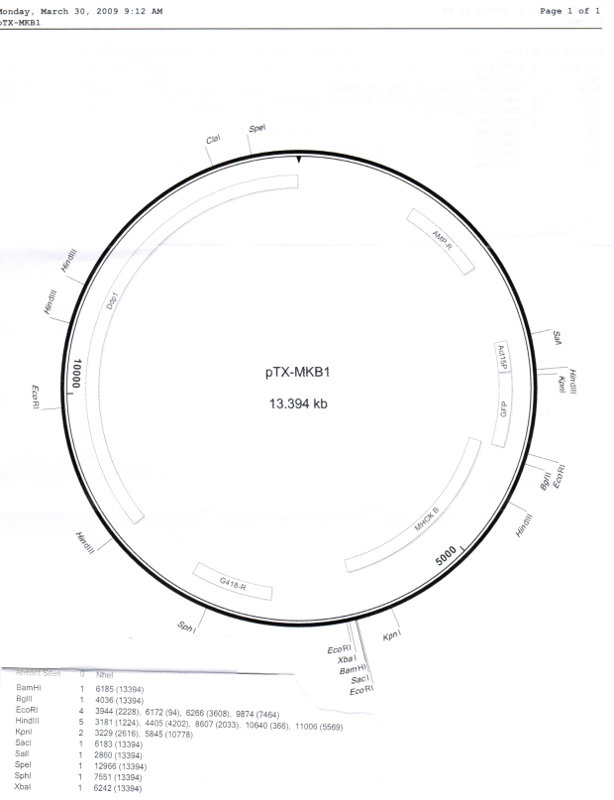 Monday, March 30, 2009 9:12 AM
Page 1 of 1
pTX-MKB1
ClaI
SpeI
AMP-R
HindIII
HindIII
Ddp1
SalI
Act15P
HindIII
KpnI
pTX-MKB1
13.394 kb
10000
GFP
EcoRI
EcoRI
BglII
MHCK B
HindIII
5000
HindIII
G418-R
SphI
KpnI
EcoRI
XbaI
BamHI
SacI
EcoRI
Absent Sites 0 NheI
BamHI 1 6185 (13394)
BglII 1 4036 (13394)
EcoRI 4 3944 (2228), 6172 (94), 6266 (3608), 9874 (7464)
HindIII 5 3181 (1224), 4405 (4202), 8607 (2033), 10640 (366), 11006 (5569)
KpnI 2 3229 (2616), 5845 (10778)
SacI 1 6183 (13394)
SalI 1 2860 (13394)
SpeI 1 12966 (13394)
SphI 1 7551 (13394)
XbaI 1 6242 (13394)